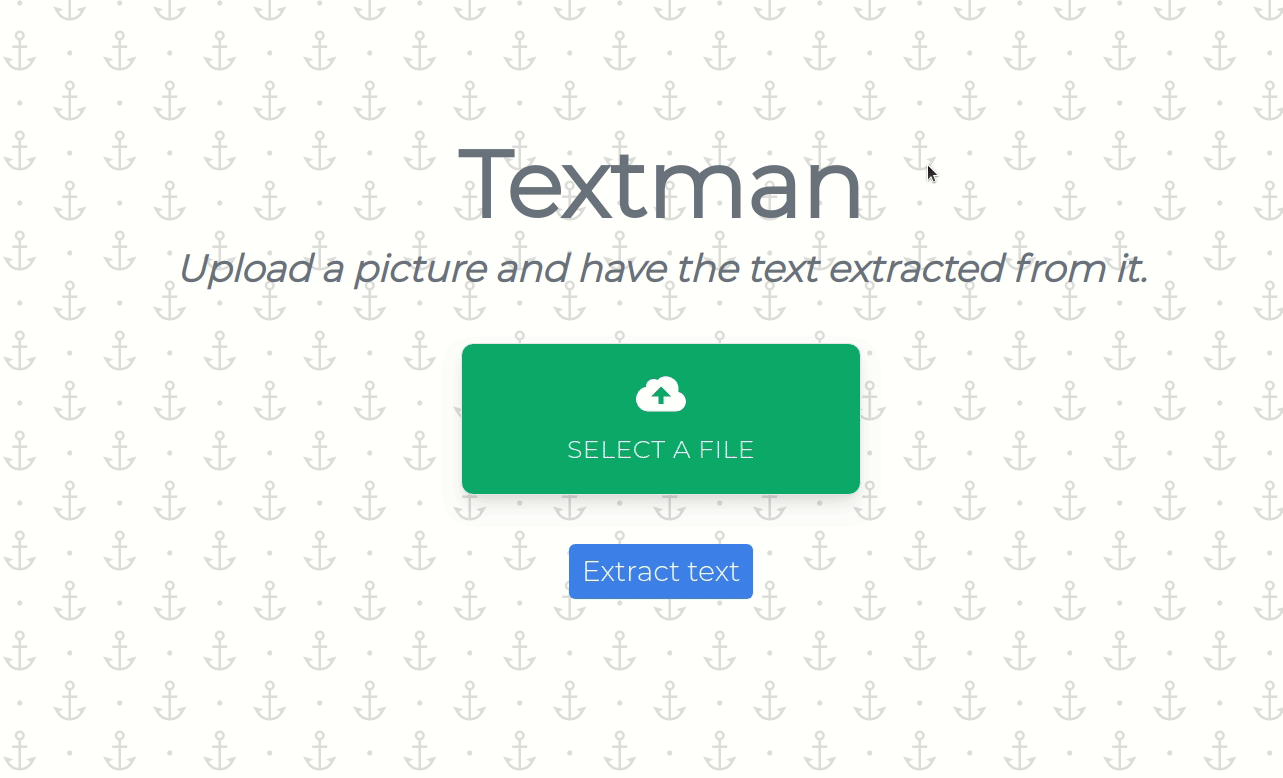 Textman
Upload a picture and have the text extracted from it.
SELECT A FILE
Extract text